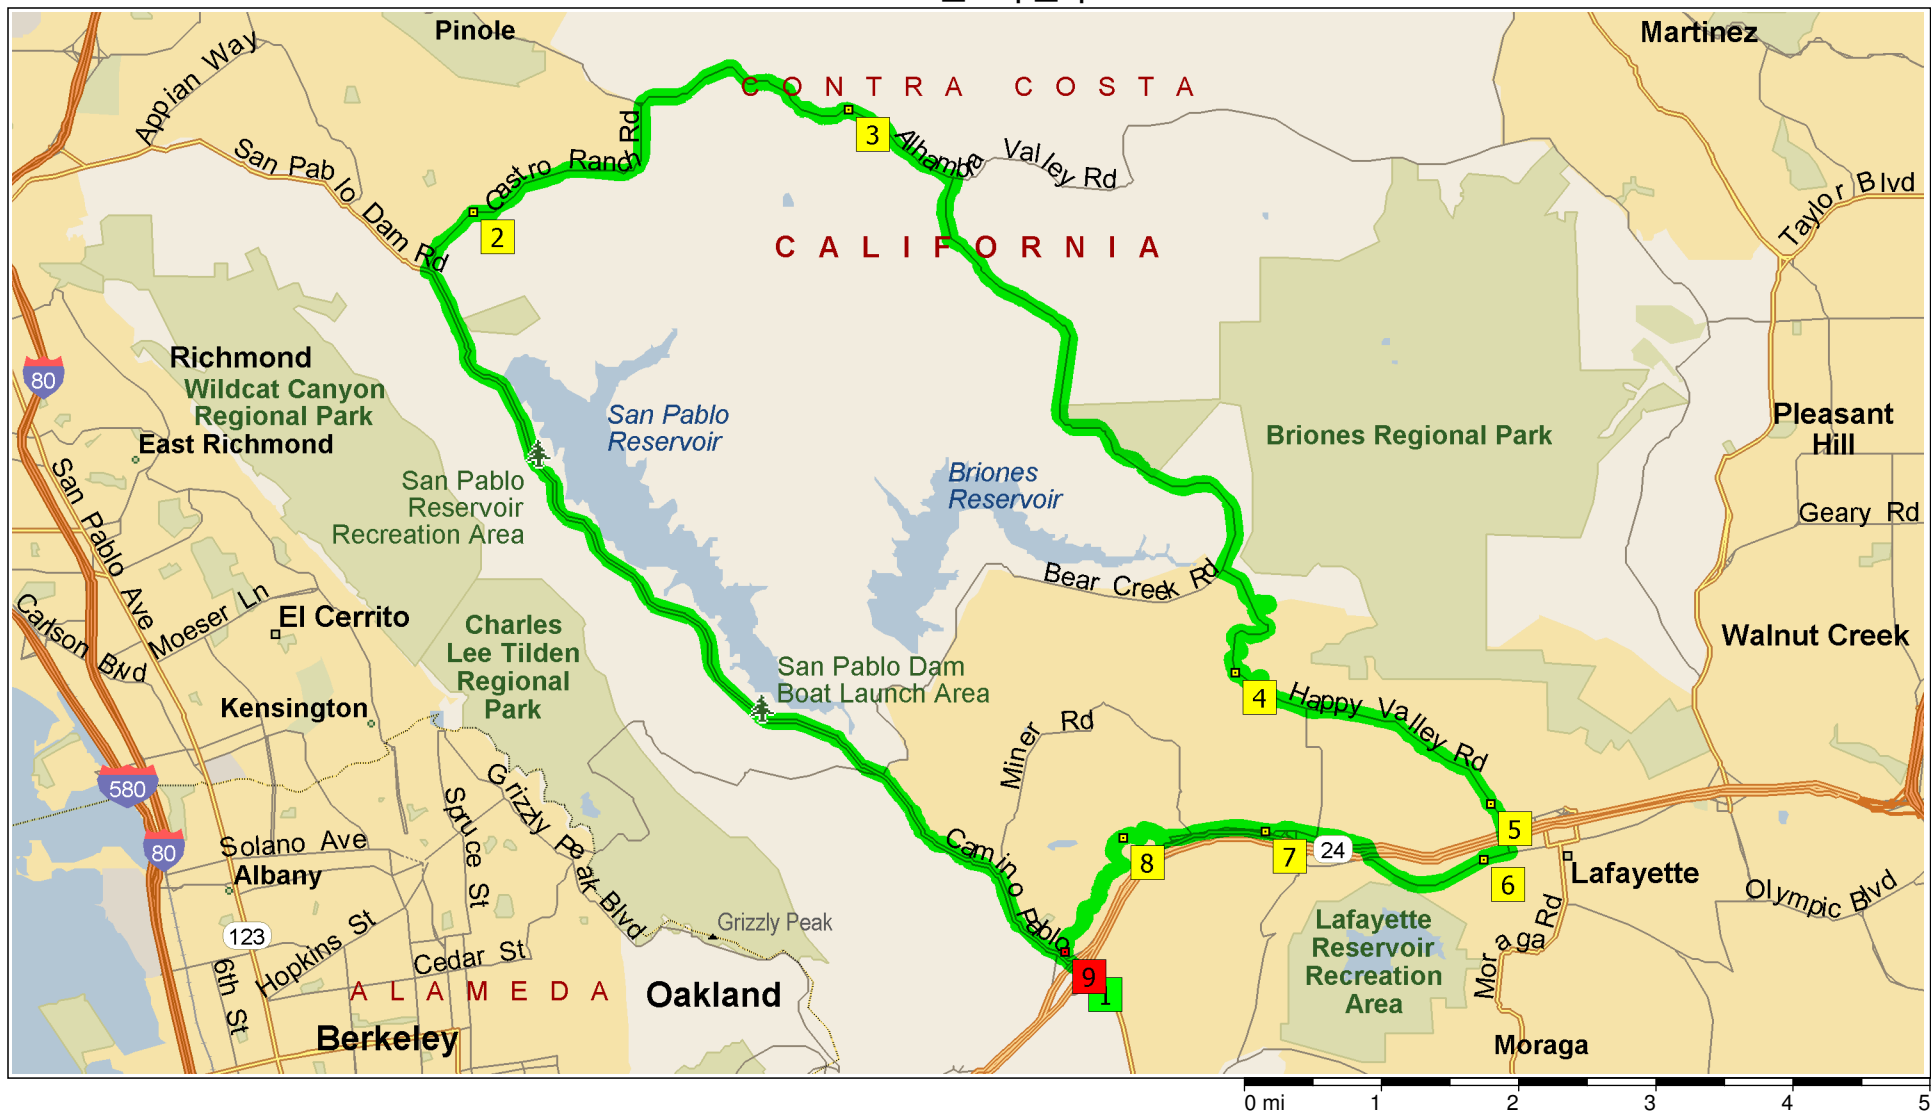 Pinole
Martinez
Appian Way
CONTRA COSTA
San Pablo Dam Rd
Castro Ranch Rd
3
Alhambra Valley Rd
Taylor Blvd
2
CALIFORNIA
Richmond
80
Wildcat Canyon
Regional Park
East Richmond
San Pablo
Reservoir
San Pablo
Reservoir
Recreation Area
Briones
Reservoir
Briones Regional Park
Pleasant
Hill
Geary Rd
San Pablo Ave
Bear Creek Rd
Carlson Blvd
Moeser Ln
El Cerrito
Charles
Lee Tilden
Regional
Park
Walnut Creek
San Pablo Dam
Boat Launch Area
Kensington
4
Happy Valley Rd
Miner Rd
580
Grizzly Peak Blvd
Spruce St
80
Solano Ave
Albany
5
8
7
24
6
Lafayette
Olympic Blvd
Camino Pablo
Grizzly Peak
123
Hopkins St
Cedar St
6th St
Lafayette
Reservoir
Recreation
Area
Moraga Rd
ALAMEDA
Oakland
9
1
Berkeley
Moraga
0 mi 1 2 3 4 5